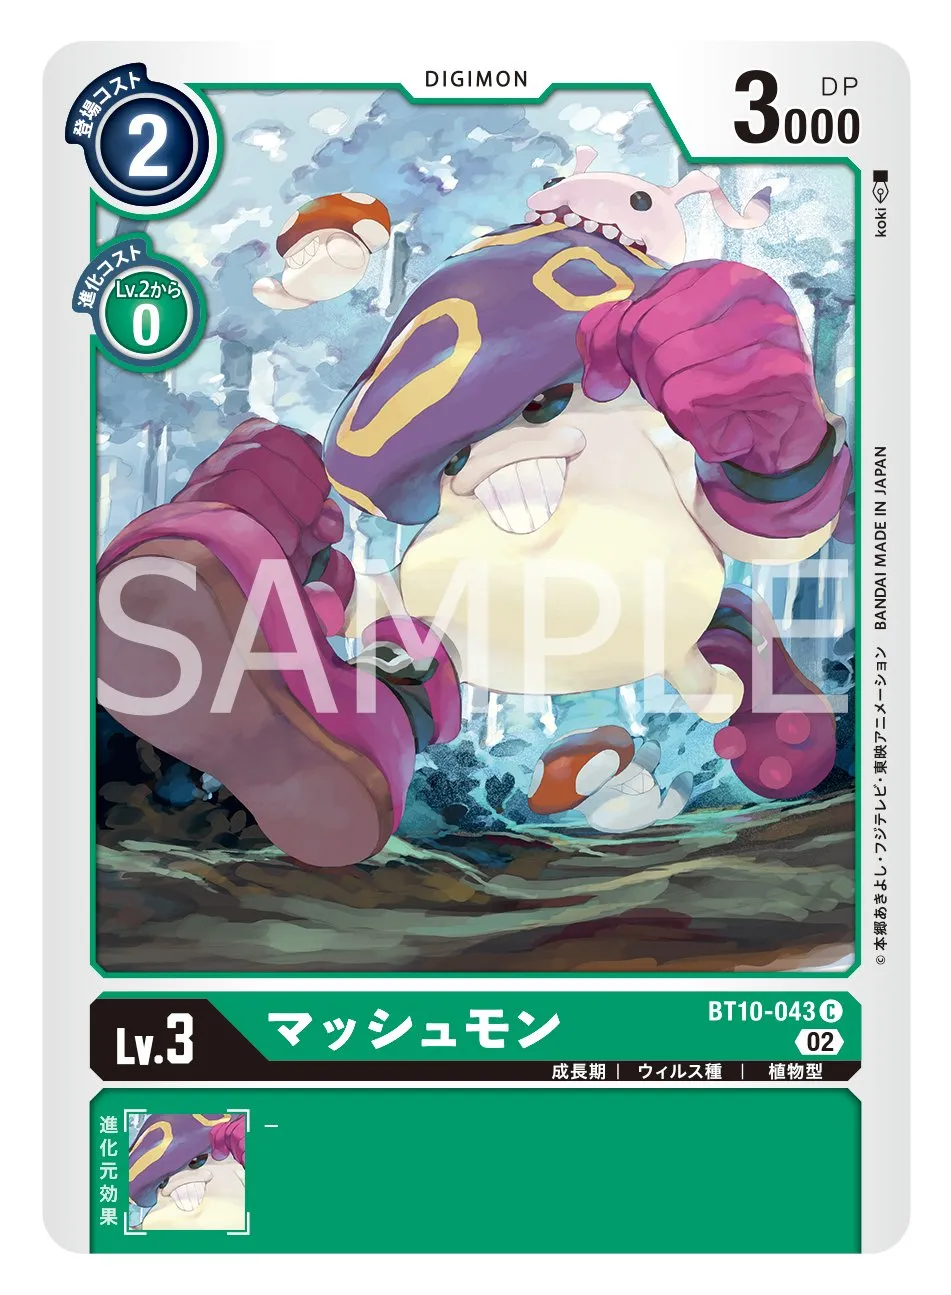 DIGIMON
登場コスト
2
3000
DP
進化コスト
Lv.2から
0
koki
SAMPLE
©本郷あきよし・フジテレビ・東映アニメーション BANDAI MADE IN JAPAN
Lv.3
マッシュモン
BT10-043 C
02
成長期 | ウィルス種 | 植物型
進化元効果
–